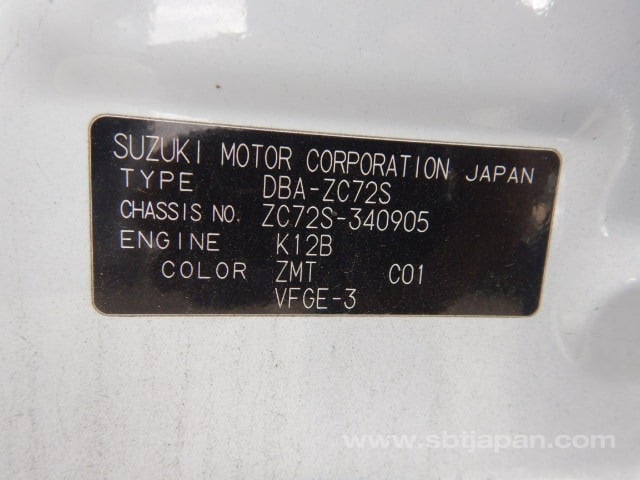 SUZUKI MOTOR CORPORATION JAPAN
TYPE DBA-ZC72S
CHASSIS NO. ZC72S-340905
ENGINE K12B
COLOR ZMT C01
VFGE-3
www.sbtjapan.com